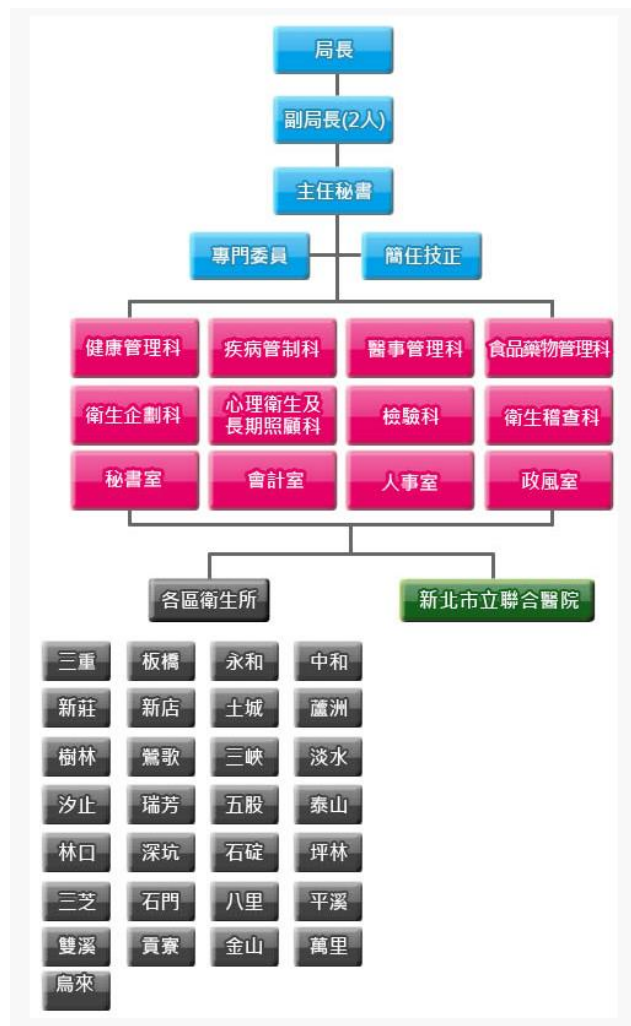 局長
副局長(2人)
主任秘書
專門委員 簡任技正
健康管理科 疾病管制科 醫事管理科 食品藥物管理科
衛生企劃科 心理衛生及 檢驗科 衛生稽查科
長期照顧科
秘書室 會計室 人事室 政風室
各區衛生所 新北市立聯合醫院
三重 板橋 永和 中和
新莊 新店 土城 蘆洲
樹林 鶯歌 三峽 淡水
汐止 瑞芳 五股 泰山
林口 深坑 石碇 坪林
三芝 石門 八里 平溪
雙溪 貢寮 金山 萬里
烏來